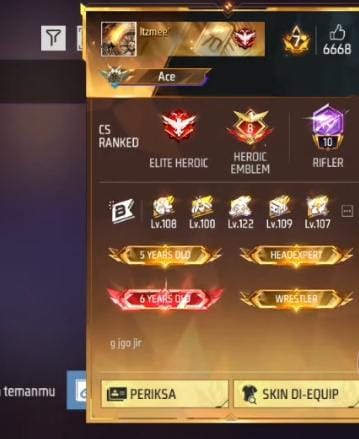 Itzmee'
7
6668
Ace
CS
RANKED
ELITE HEROIC
8
HEROIC
EMBLEM
10
RIFLER
B
Lv.108
Lv.100
Lv.122
Lv.109
Lv.107
5 YEARS OLD
HEADEXPERT
6 YEARS OLD
WRESTLER
g jgo jir
temanmu
PERIKSA
SKIN DI-EQUIP